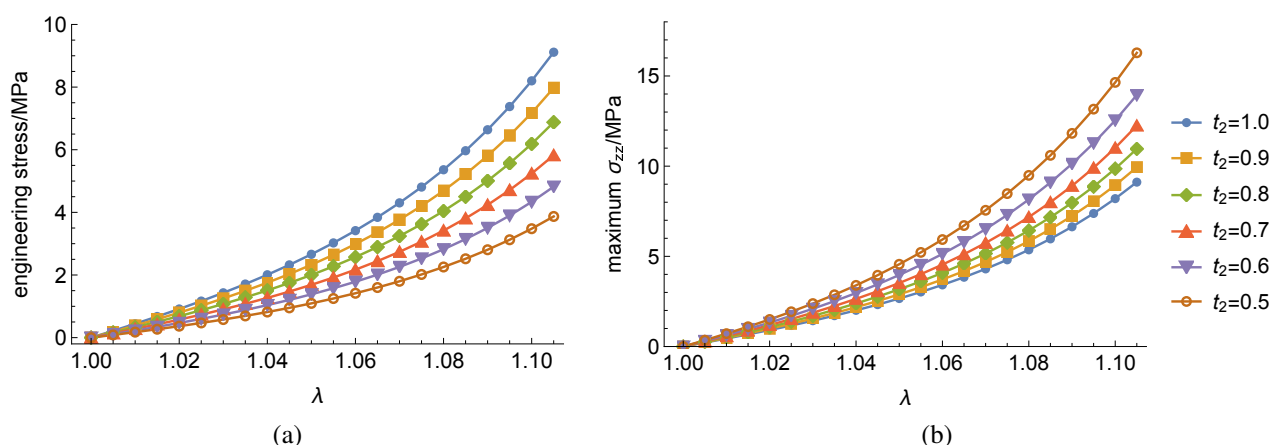 10
8
6
4
2
0
engineering stress/MPa
1.00
1.02
1.04
1.06
1.08
1.10
λ
(a)
15
10
5
0
maximum σzz/MPa
1.00
1.02
1.04
1.06
1.08
1.10
λ
(b)
t2=1.0
t2=0.9
t2=0.8
t2=0.7
t2=0.6
t2=0.5